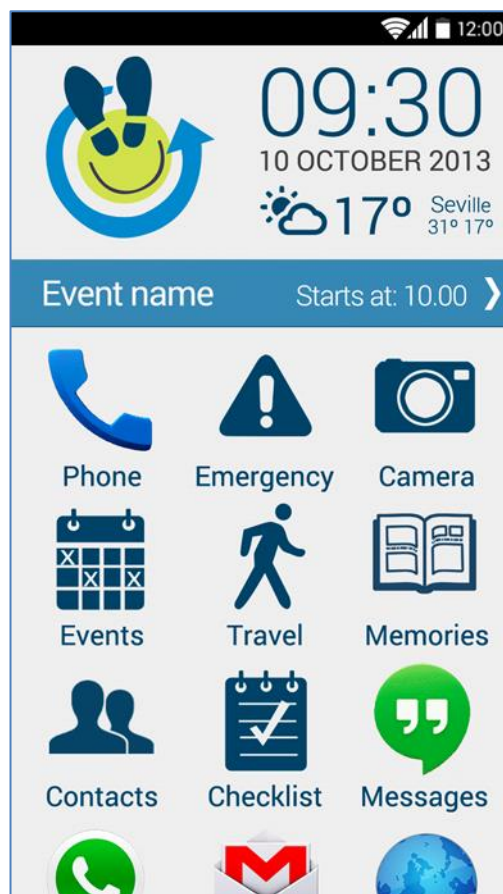 12:00
09:30
10 OCTOBER 2013
17º
Seville
31º 17º
Event name
Starts at: 10.00
Phone
Emergency
Camera
Events
Travel
Memories
Contacts
Checklist
Messages